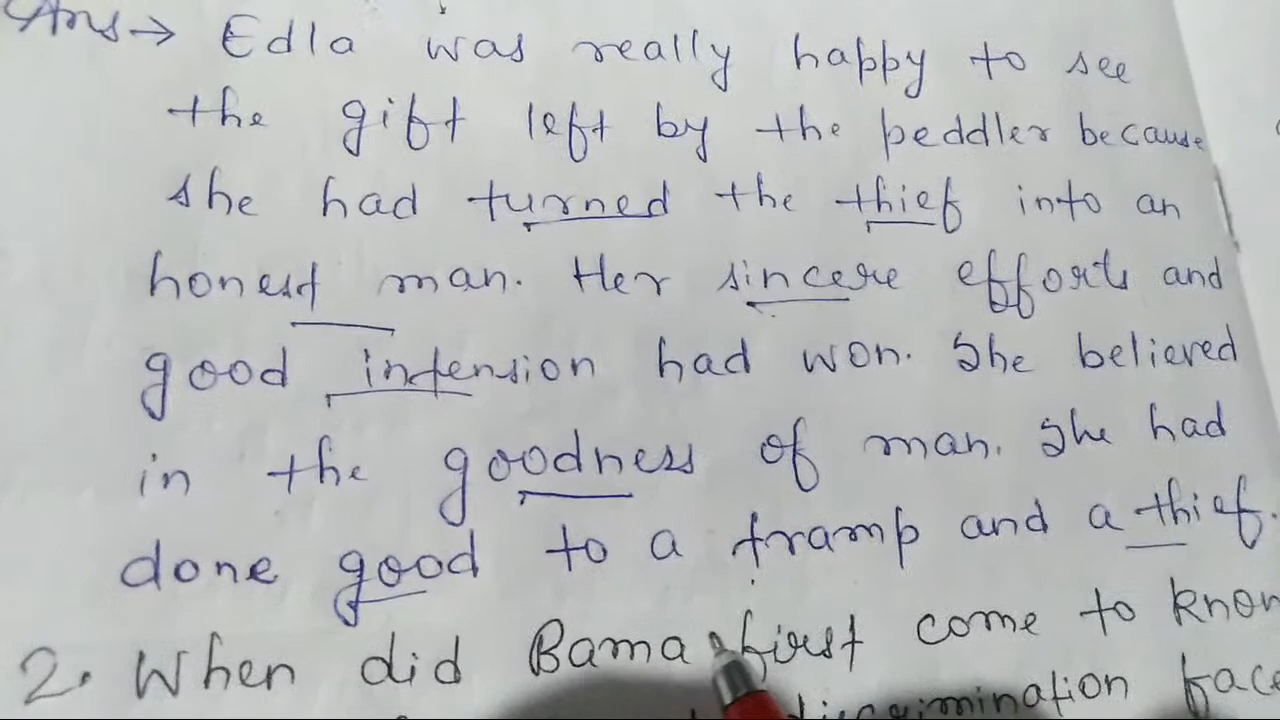 Ans → Edla was really happy to see
the gift left by the peddler because
she had turned the thief into an
honest man. Her sincere efforts and
good intension had won. She believed
in the goodness of man. She had
done good to a tramp and a thief.
2. When did Bama first come to know
discrimination face